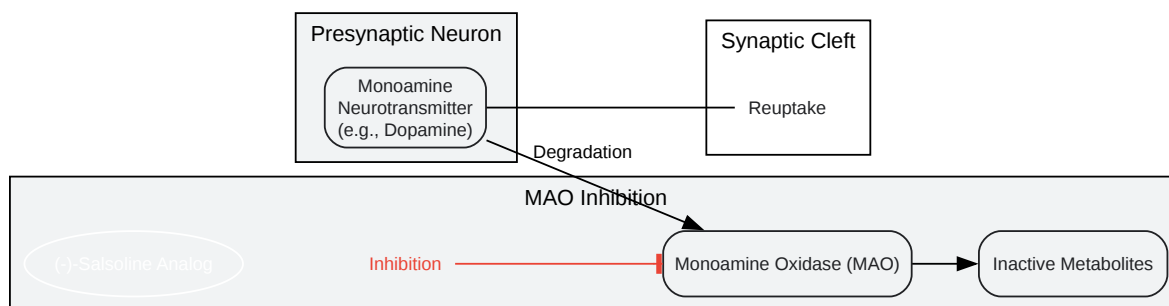 Presynaptic Neuron
Synaptic Cleft
Monoamine
Neurotransmitter
(e.g., Dopamine)
Reuptake
Degradation
MAO Inhibition
(-)-Salsoline Analog
Inhibition
Monoamine Oxidase (MAO)
Inactive Metabolites